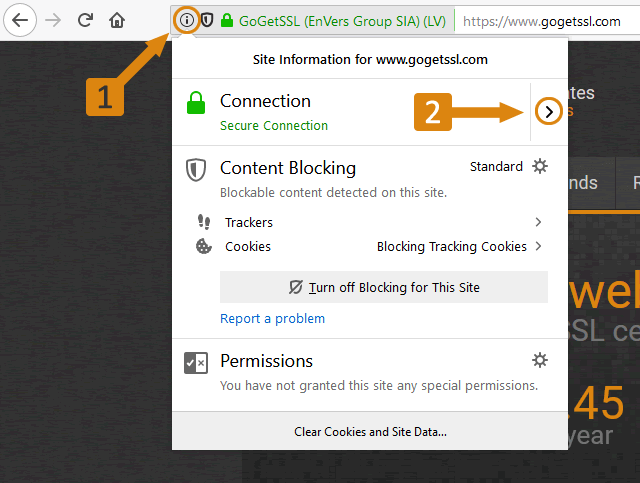 GoGetSSL (EnVers Group SIA) (LV) https://www.gogetssl.com
1
Site Information for www.gogetssl.com
Connection
Secure Connection
2
Content Blocking Standard
Blockable content detected on this site.
Trackers
Cookies Blocking Tracking Cookies
Turn off Blocking for This Site
Report a problem
Permissions
You have not granted this site any special permissions.
Clear Cookies and Site Data...
SSL ce
.45
year